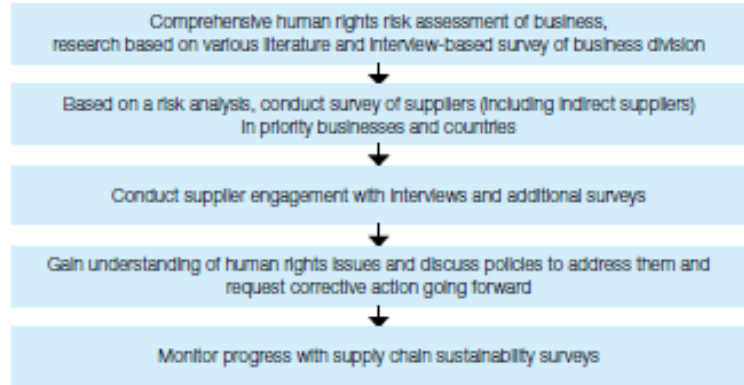 Comprehensive human rights risk assessment of business,
research based on various literature and interview-based survey of business division
Based on a risk analysis, conduct survey of suppliers (including indirect suppliers)
in priority businesses and countries
Conduct supplier engagement with interviews and additional surveys
Gain understanding of human rights issues and discuss policies to address them and
request corrective action going forward
Monitor progress with supply chain sustainability surveys